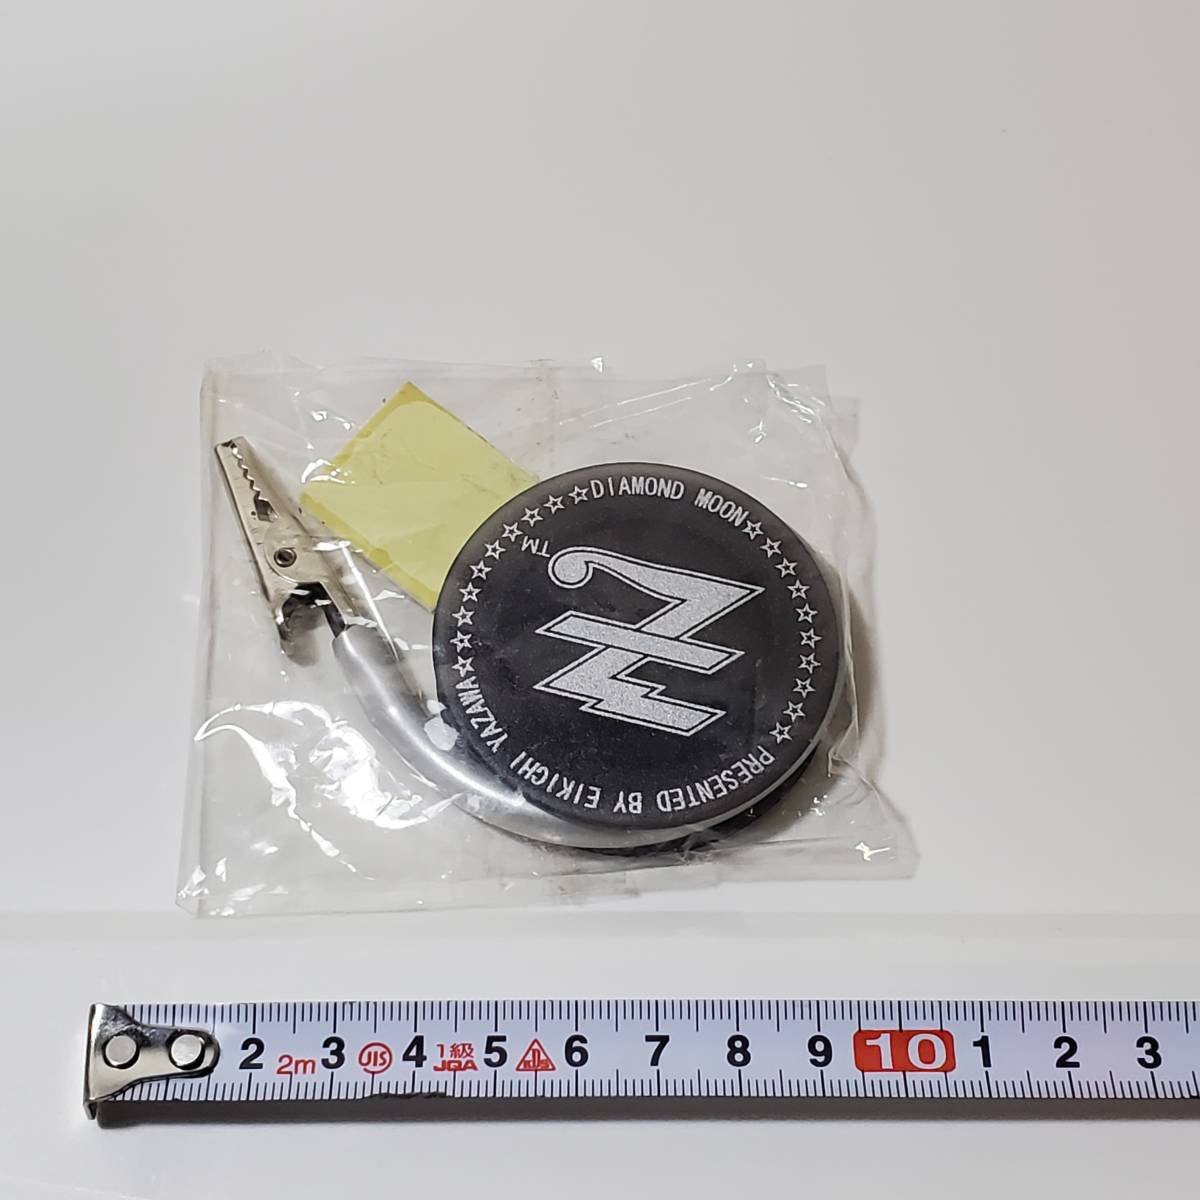 DIAMOND MOON
PRESENTED BY EIKICHI YAZAWA
TM
2 2m 3 JIS 4 1級 JQA 5 6 7 8 9 10 1 2 3